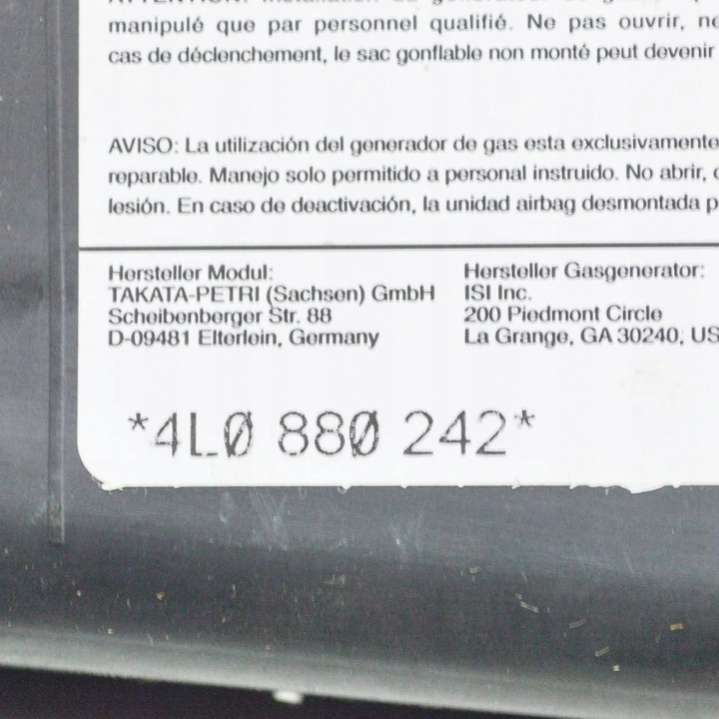 manipulé que par personnel qualifié. Ne pas ouvrir, ne
cas de déclenchement, le sac gonflable non monté peut devenir
AVISO: La utilización del generador de gas esta exclusivamente
reparable. Manejo solo permitido a personal instruido. No abrir,
lesión. En caso de deactivación, la unidad airbag desmontada p
Hersteller Modul:
TAKATA-PETRI (Sachsen) GmbH
Scheibenberger Str. 88
D-09481 Elterlein, Germany
Hersteller Gasgenerator:
ISI Inc.
200 Piedmont Circle
La Grange, GA 30240, US
*4L0 880 242*